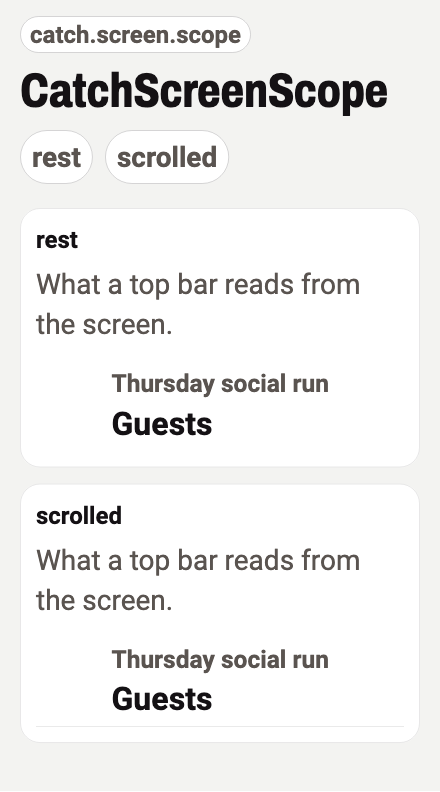 catch.screen.scope
CatchScreenScope
rest
scrolled
rest
What a top bar reads from
the screen.
Thursday social run
Guests
scrolled
What a top bar reads from
the screen.
Thursday social run
Guests